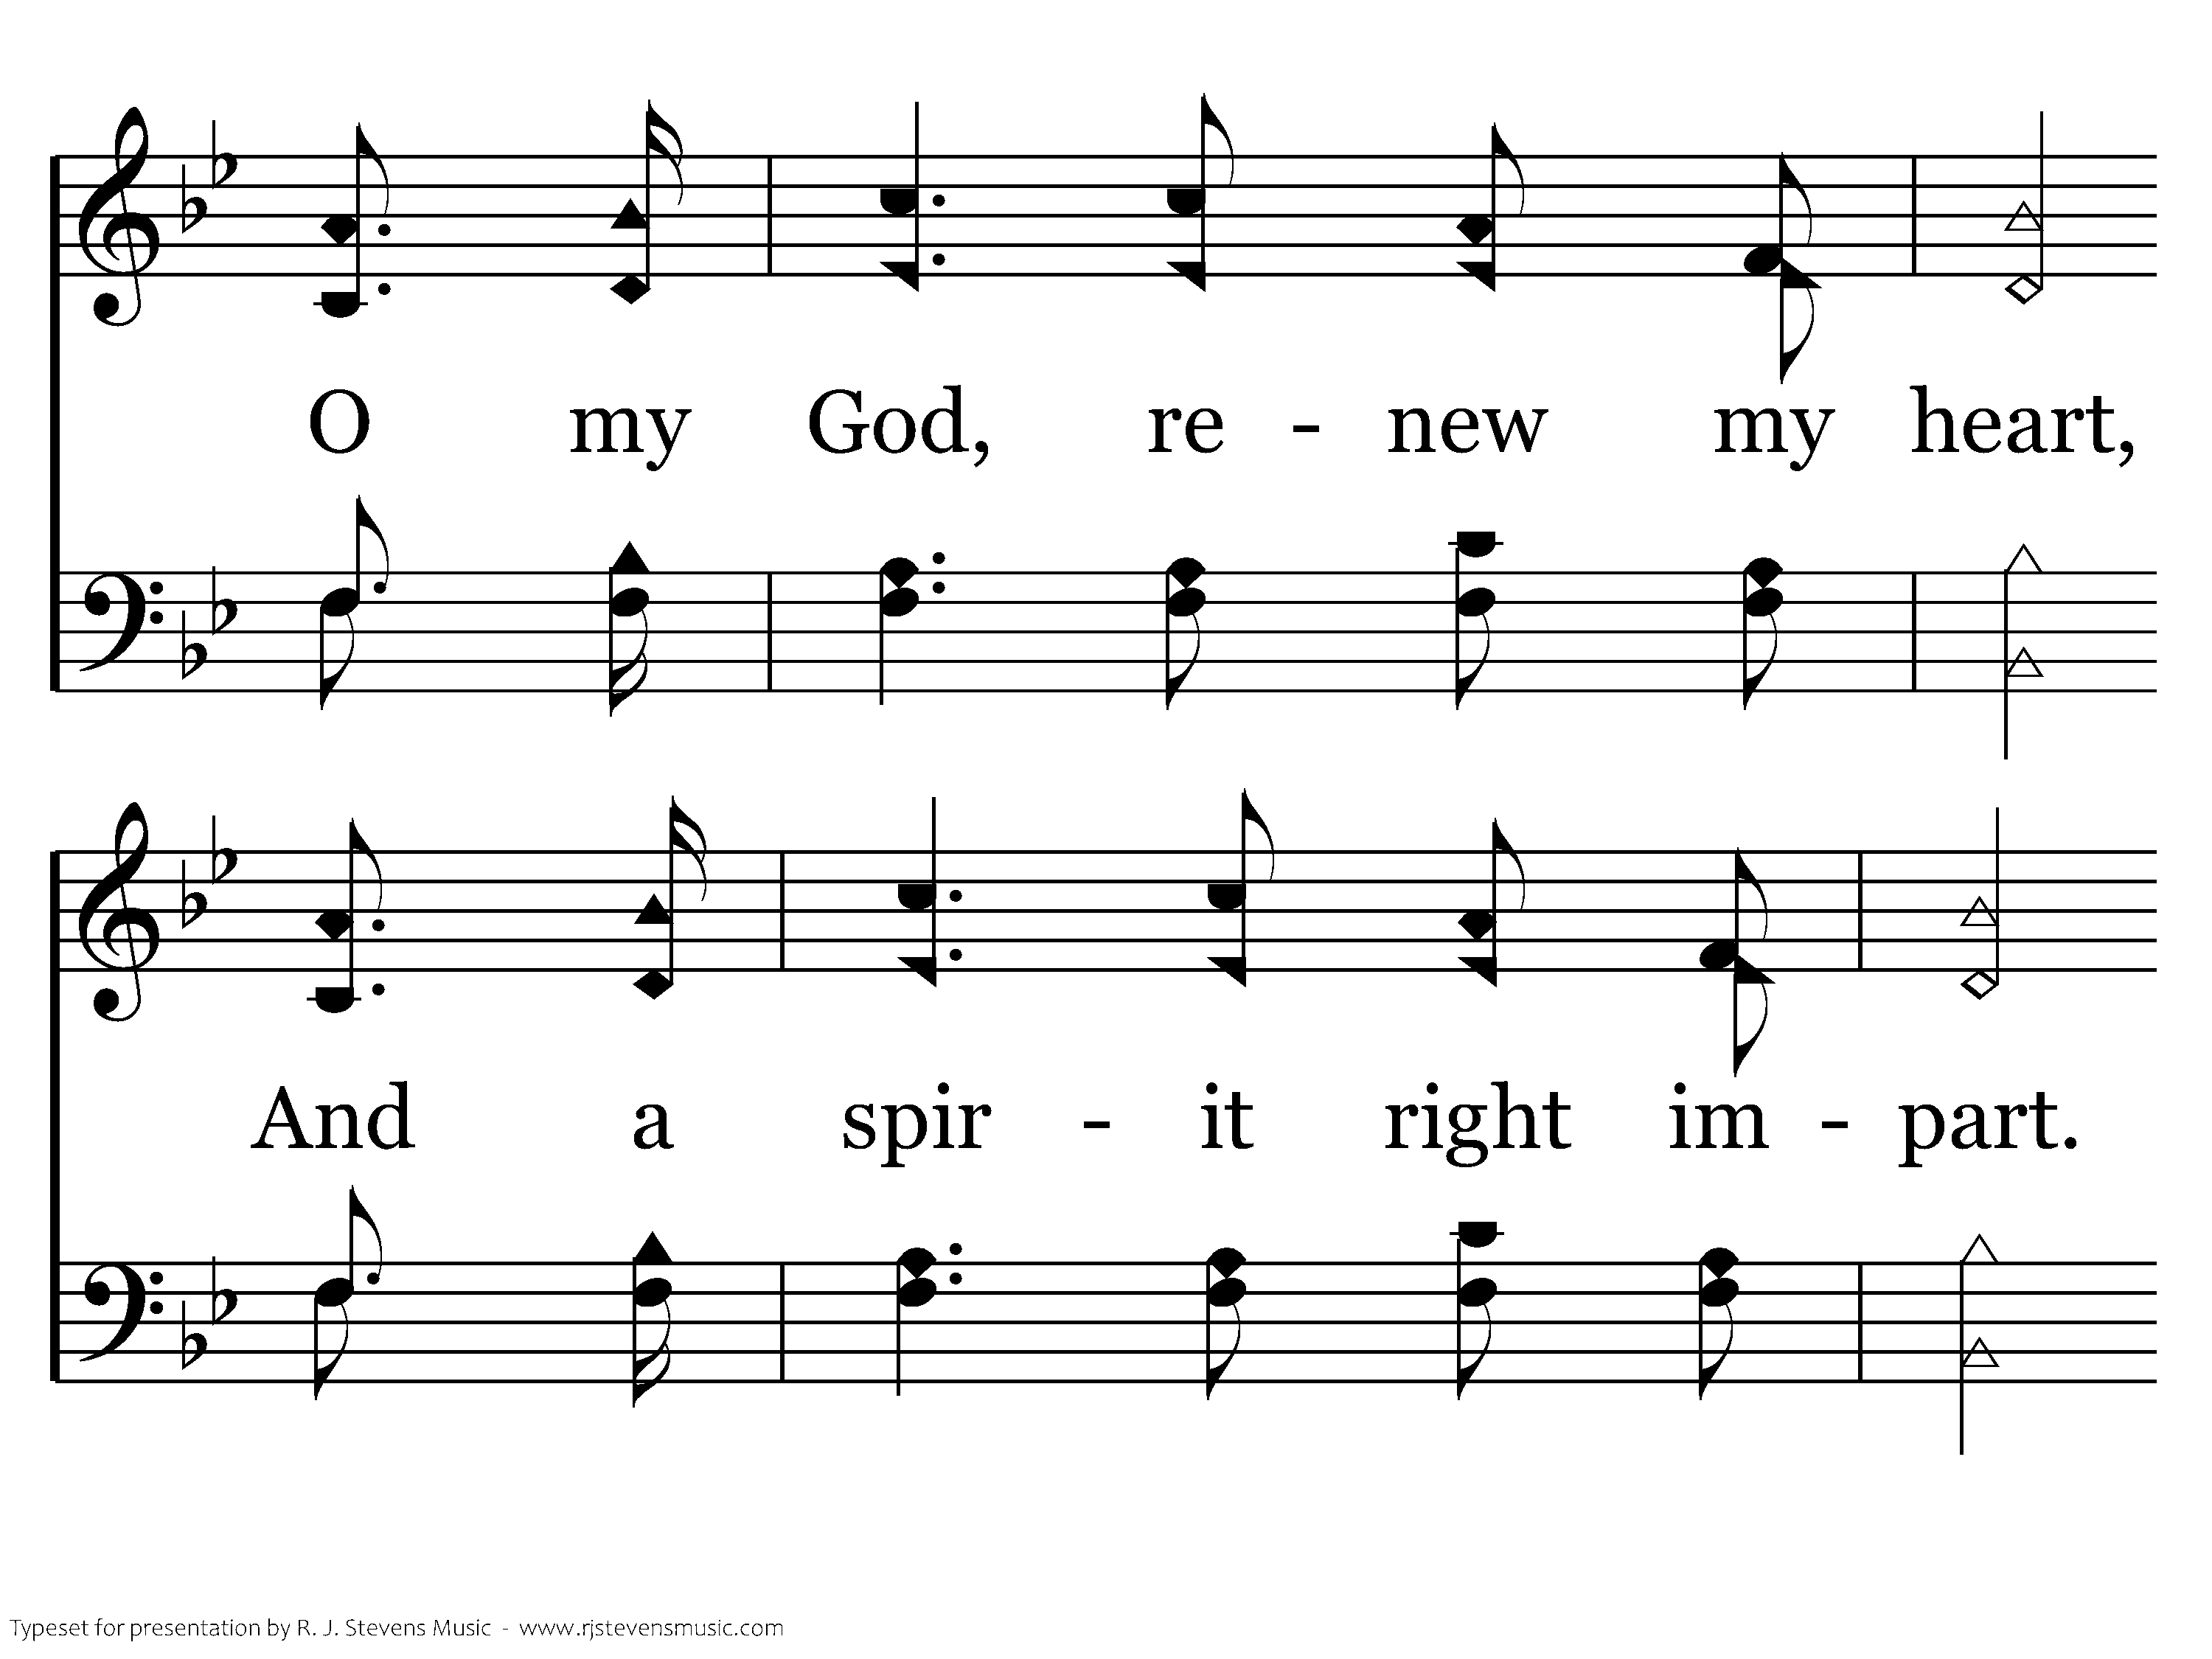 O my God, re - new my heart,
And a spir - it right im - part.
Typeset for presentation by R. J. Stevens Music - www.rjstevensmusic.com